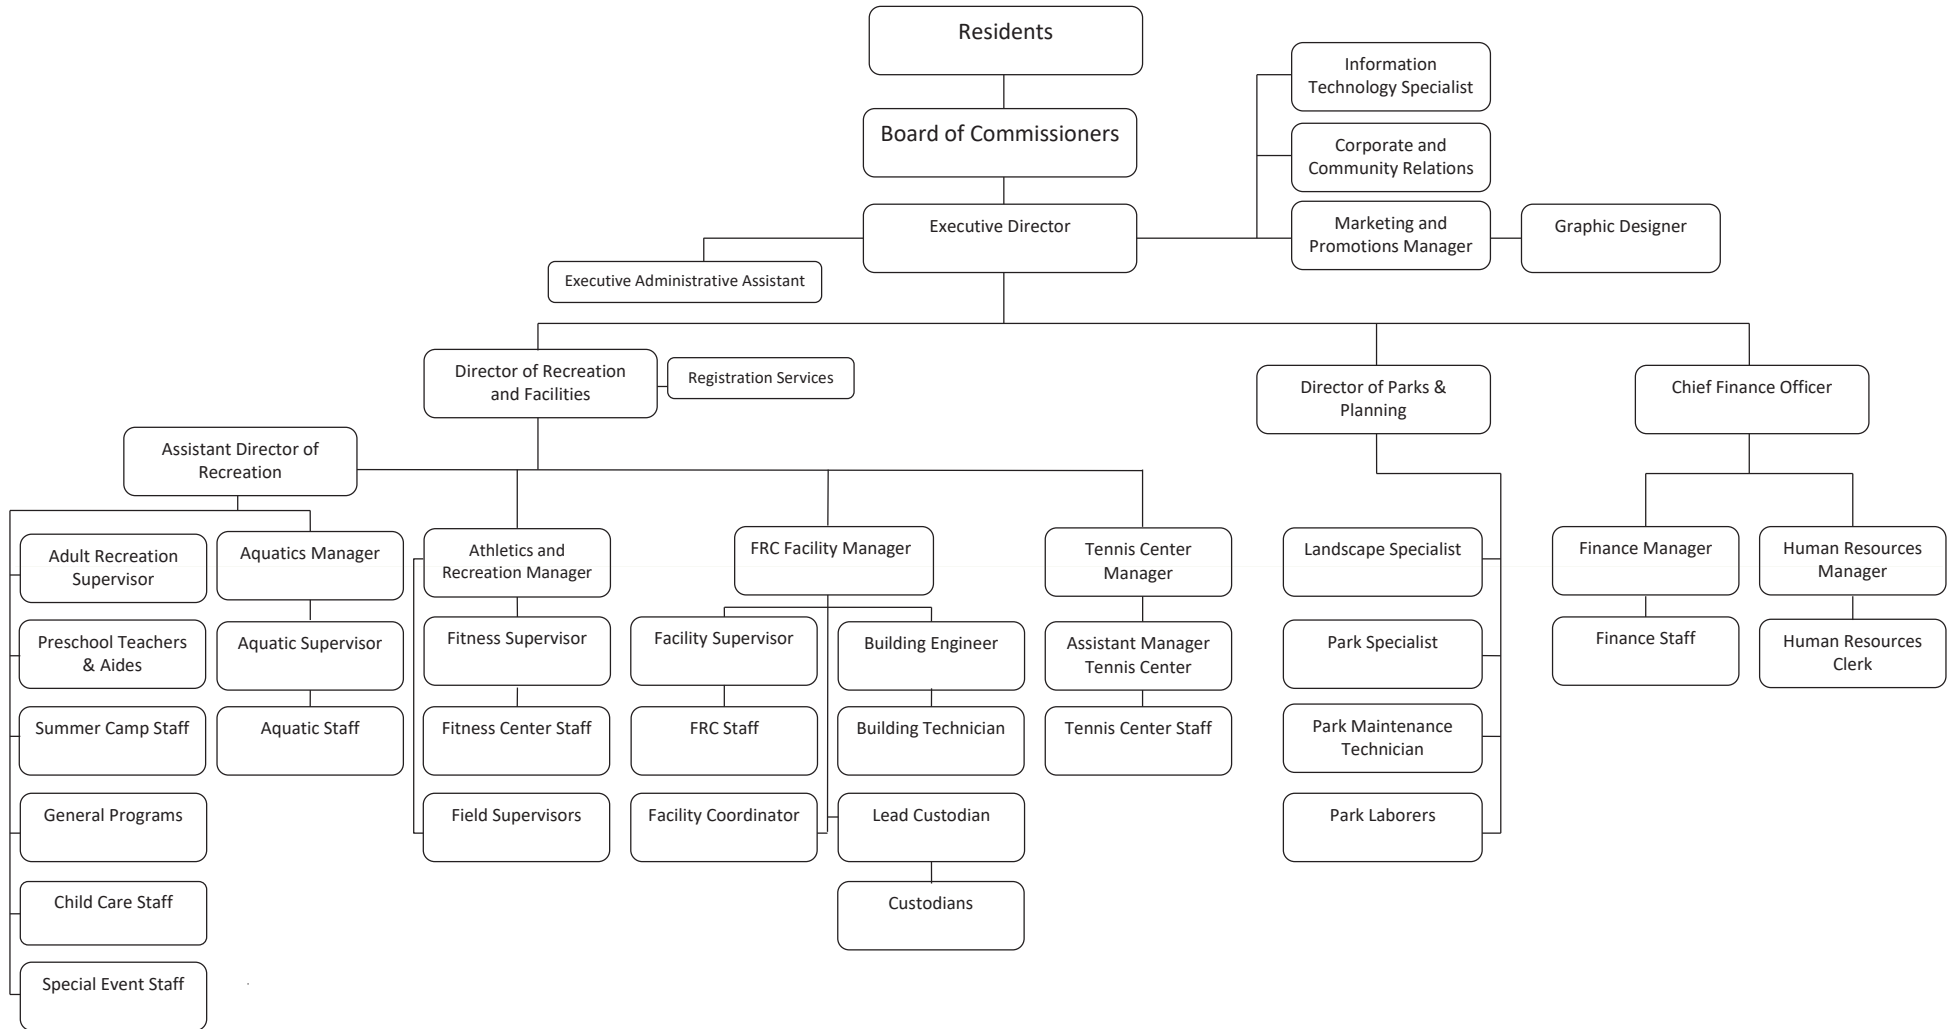 Residents
Information
Technology Specialist
Board of Commissioners
Corporate and
Community Relations
Executive Director
Marketing and
Promotions Manager
Graphic Designer
Executive Administrative Assistant
Director of Recreation
and Facilities
Registration Services
Director of Parks &
Planning
Chief Finance Officer
Assistant Director of
Recreation
Adult Recreation
Supervisor
Aquatics Manager
Athletics and
Recreation Manager
FRC Facility Manager
Tennis Center
Manager
Landscape Specialist
Finance Manager
Human Resources
Manager
Preschool Teachers
& Aides
Aquatic Supervisor
Fitness Supervisor
Facility Supervisor
Building Engineer
Assistant Manager
Tennis Center
Park Specialist
Finance Staff
Human Resources
Clerk
Summer Camp Staff
Aquatic Staff
Fitness Center Staff
FRC Staff
Building Technician
Tennis Center Staff
Park Maintenance
Technician
General Programs
Field Supervisors
Facility Coordinator
Lead Custodian
Park Laborers
Child Care Staff
Custodians
Special Event Staff